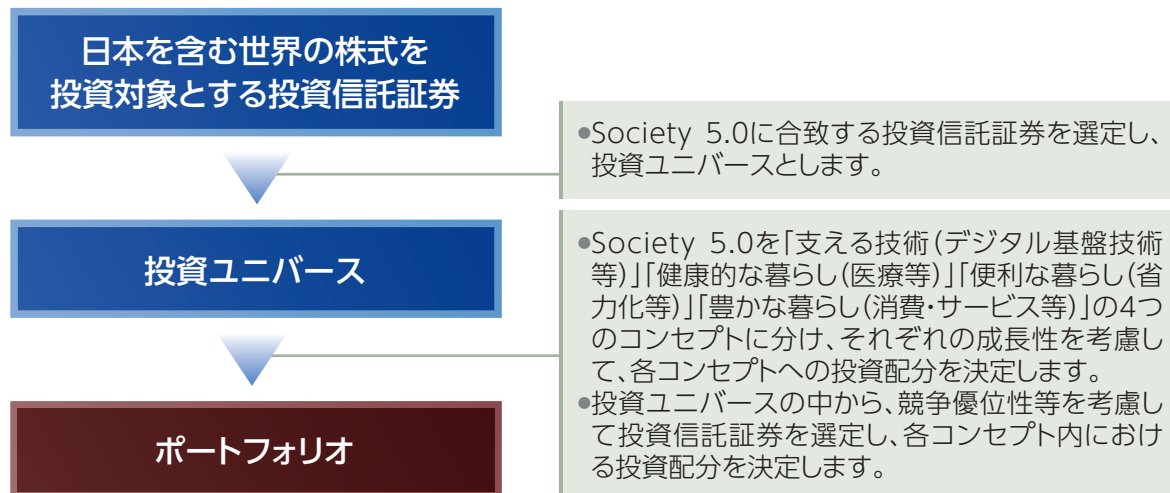 日本を含む世界の株式を
投資対象とする投資信託証券
●Society 5.0に合致する投資信託証券を選定し、
投資ユニバースとします。
投資ユニバース
●Society 5.0を「支える技術(デジタル基盤技術
等)」「健康的な暮らし(医療等)」「便利な暮らし(省
力化等)」「豊かな暮らし(消費・サービス等)」の4つ
のコンセプトに分け、それぞれの成長性を考慮し
て、各コンセプトへの投資配分を決定します。
●投資ユニバースの中から、競争優位性等を考慮し
て投資信託証券を選定し、各コンセプト内におけ
る投資配分を決定します。
ポートフォリオ